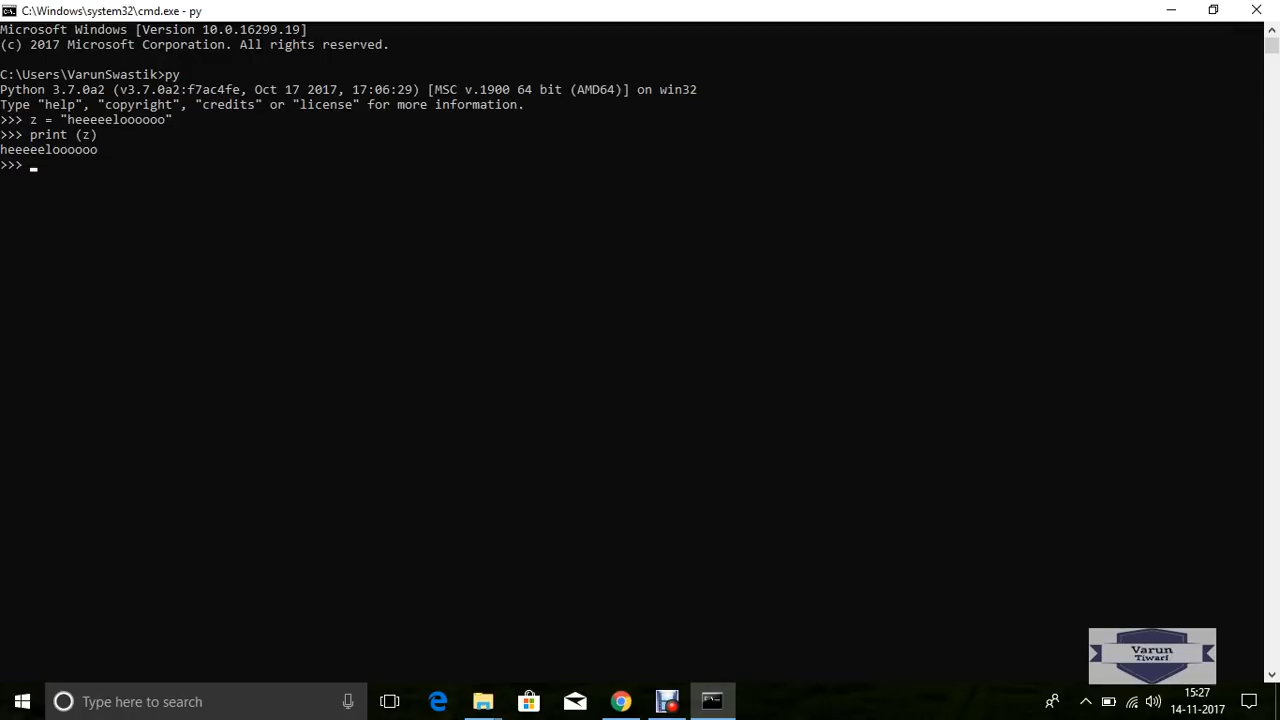 C:\Windows\system32\cmd.exe - py
Microsoft Windows [Version 10.0.16299.19]
(c) 2017 Microsoft Corporation. All rights reserved.
C:\Users\VarunSwastik>py
Python 3.7.0a2 (v3.7.0a2:f7ac4fe, Oct 17 2017, 17:06:29) [MSC v.1900 64 bit (AMD64)] on win32
Type "help", "copyright", "credits" or "license" for more information.
>>> z = "heeeeeloooooo"
>>> print (z)
heeeeeloooooo
>>>
Varun
Tiwari
Type here to search
15:27
14-11-2017